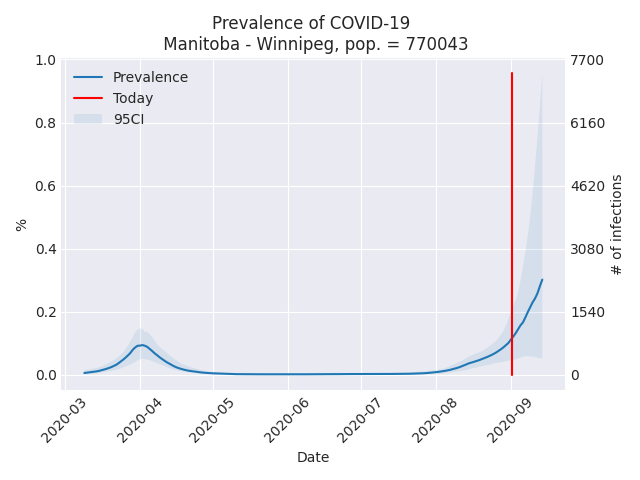 Prevalence of COVID-19
Manitoba - Winnipeg, pop. = 770043
Prevalence
Today
95CI
1.0
0.8
0.6
0.4
0.2
0.0
%
7700
6160
4620
3080
1540
0
# of infections
2020-03
2020-04
2020-05
2020-06
2020-07
2020-08
2020-09
Date